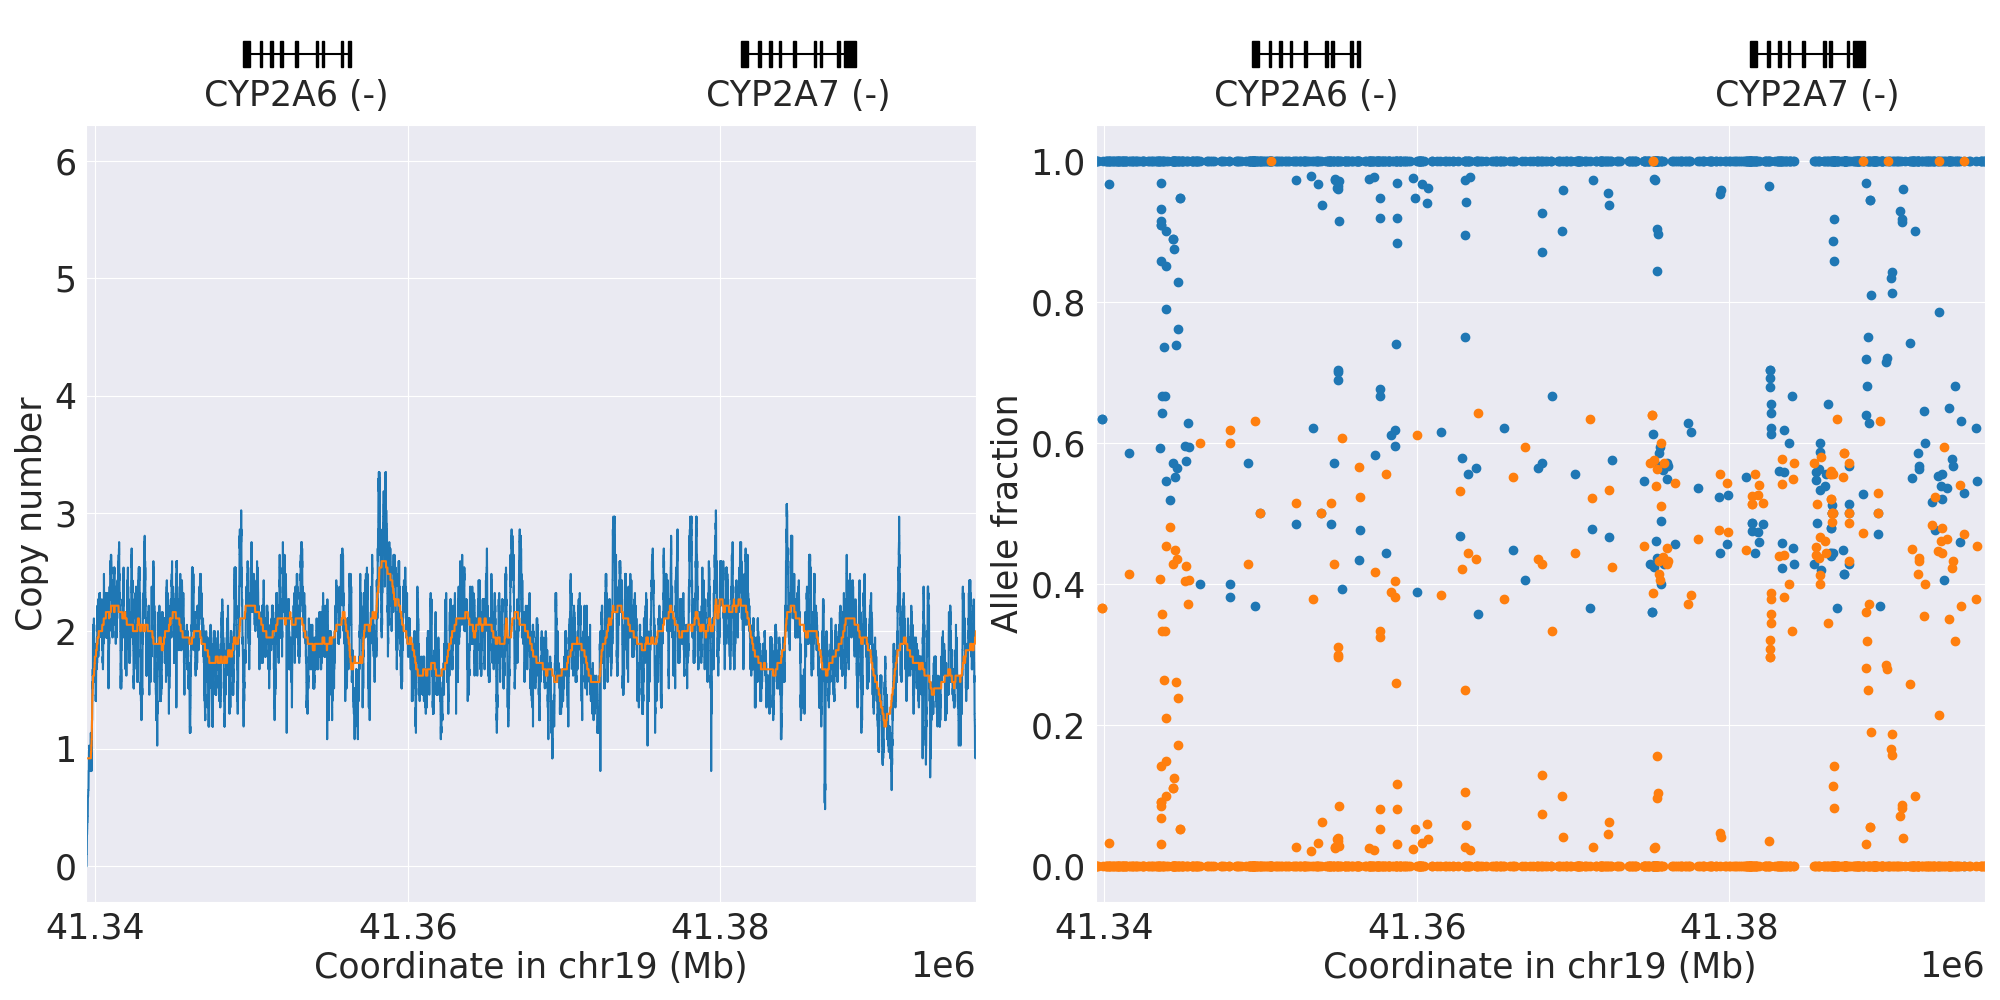 CYP2A6 (-)
CYP2A7 (-)
6
5
4
3
2
1
0
Copy number
41.34
41.36
41.38
Coordinate in chr19 (Mb)
1e6
CYP2A6 (-)
CYP2A7 (-)
1.0
0.8
0.6
0.4
0.2
0.0
Allele fraction
41.34
41.36
41.38
Coordinate in chr19 (Mb)
1e6